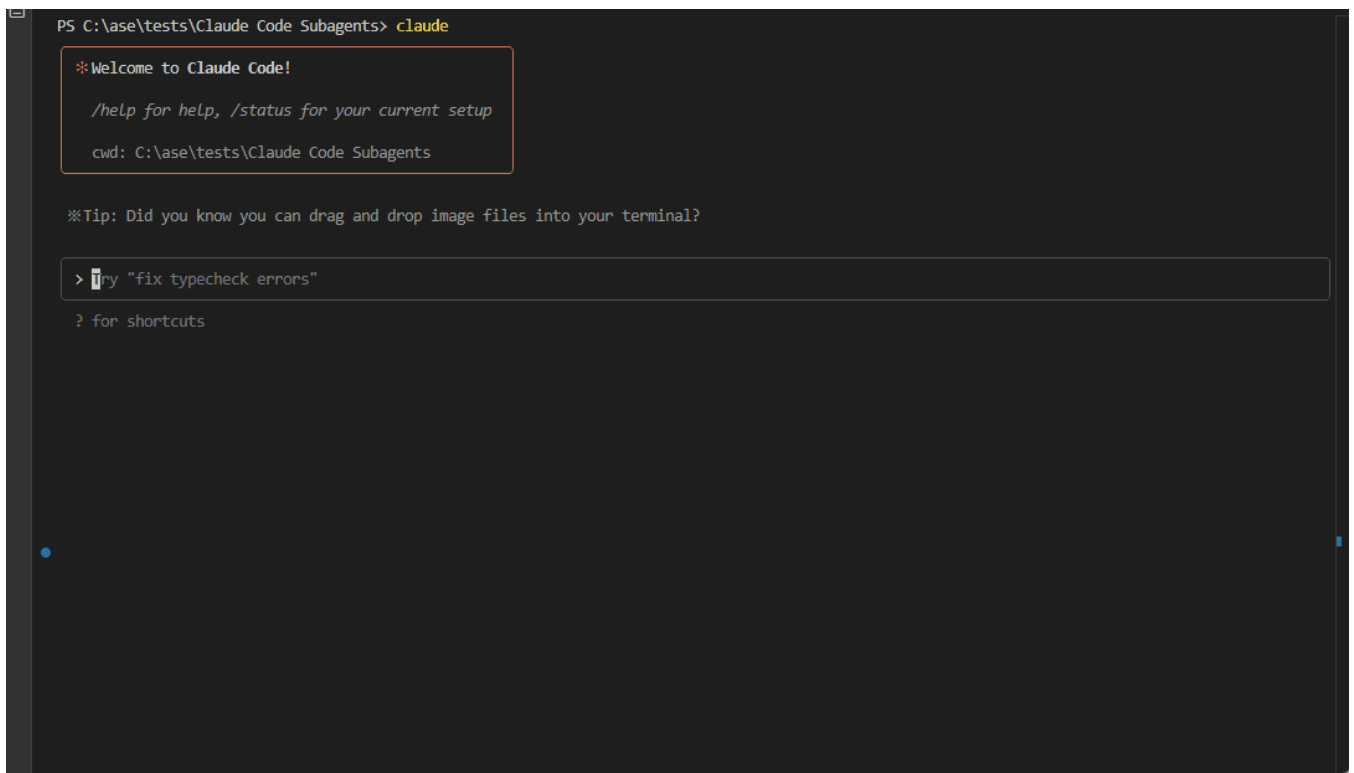 PS C:\ase\tests\Claude Code Subagents> claude
✻ Welcome to Claude Code!
/help for help, /status for your current setup
cwd: C:\ase\tests\Claude Code Subagents
※ Tip: Did you know you can drag and drop image files into your terminal?
> Try "fix typecheck errors"
? for shortcuts